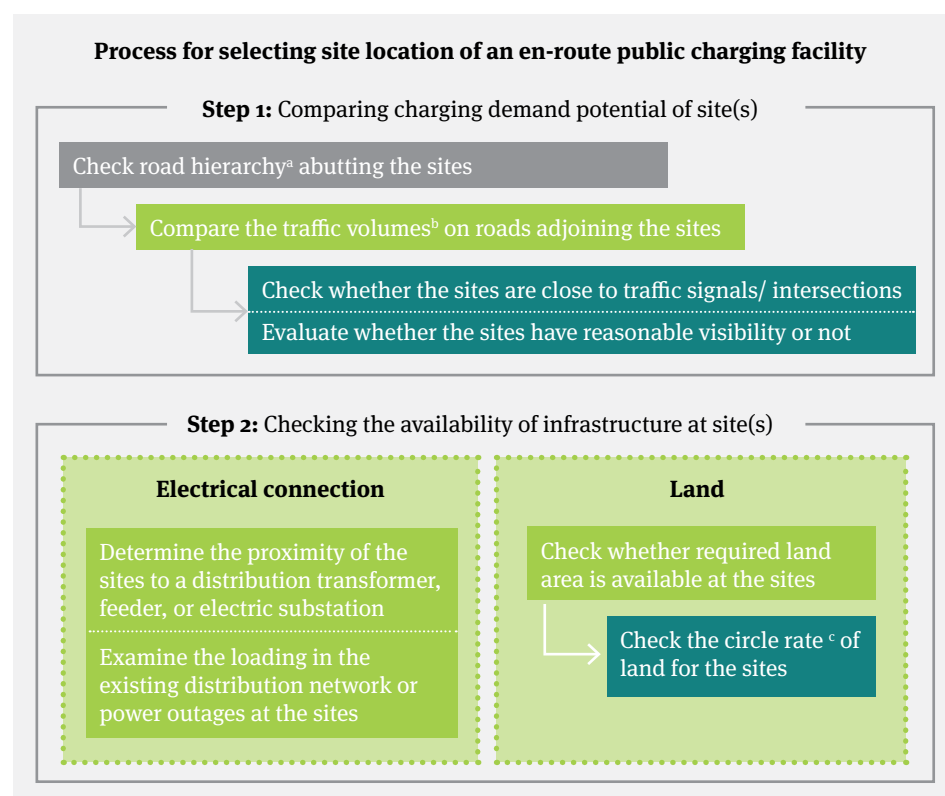 Process for selecting site location of an en-route public charging facility
Step 1: Comparing charging demand potential of site(s)
Check road hierarchyᵃ abutting the sites
Compare the traffic volumesᵇ on roads adjoining the sites
Check whether the sites are close to traffic signals/ intersections
Evaluate whether the sites have reasonable visibility or not
Step 2: Checking the availability of infrastructure at site(s)
Electrical connection
Determine the proximity of the
sites to a distribution transformer,
feeder, or electric substation
Examine the loading in the
existing distribution network or
power outages at the sites
Land
Check whether required land
area is available at the sites
Check the circle rate ᶜ of
land for the sites